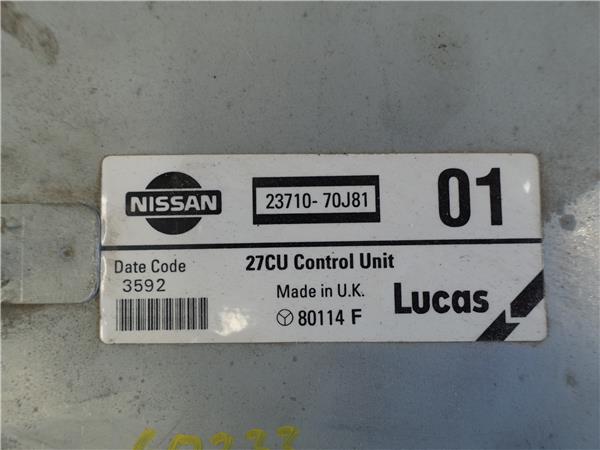 NISSAN
23710- 70J81
01
Date Code
3592
27CU Control Unit
Made in U.K.
80114 F
Lucas